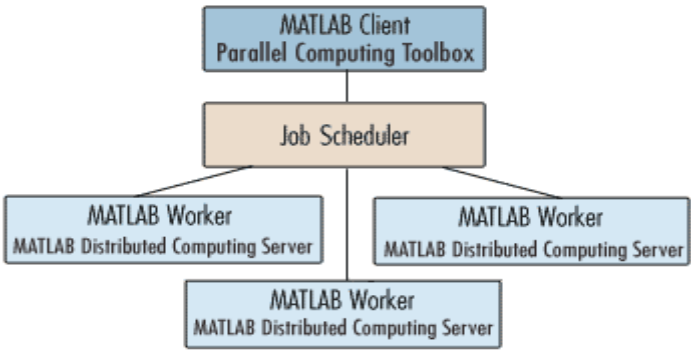 MATLAB Client
Parallel Computing Toolbox
Job Scheduler
MATLAB Worker
MATLAB Distributed Computing Server
MATLAB Worker
MATLAB Distributed Computing Server
MATLAB Worker
MATLAB Distributed Computing Server